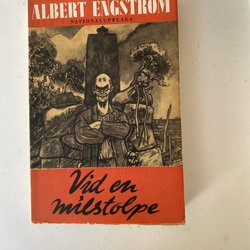 ALBERT ENGSTRÖM
NATIONALUPPLAGA
Vid en
milstolpe